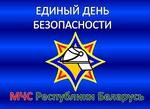 ЕДИНЫЙ ДЕНЬ
БЕЗОПАСНОСТИ
МЧС Республики Беларусь